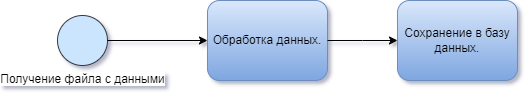 Получение файла с данными
Обработка данных.
Сохранение в базу
данных.